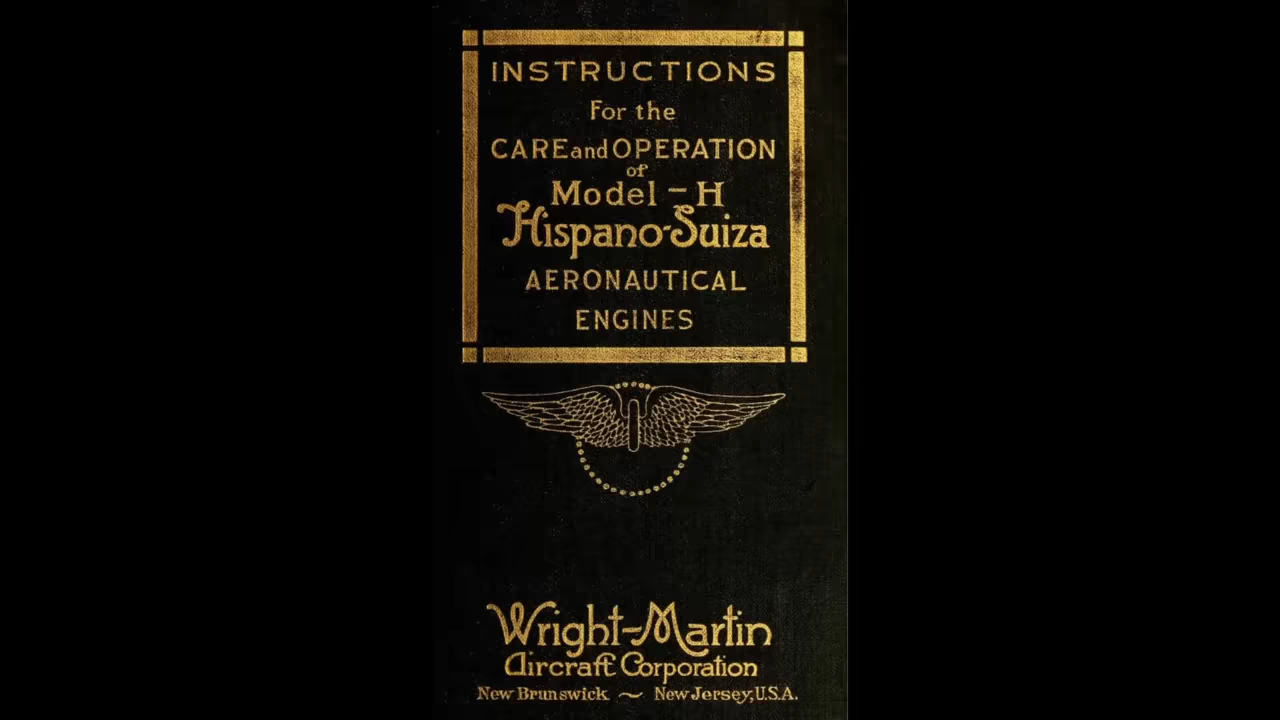 INSTRUCTIONS
For the
CARE and OPERATION
of
Model - H
Hispano-Suiza
AERONAUTICAL
ENGINES
Wright-Martin
Aircraft Corporation
New Brunswick ~ New Jersey, U.S.A.